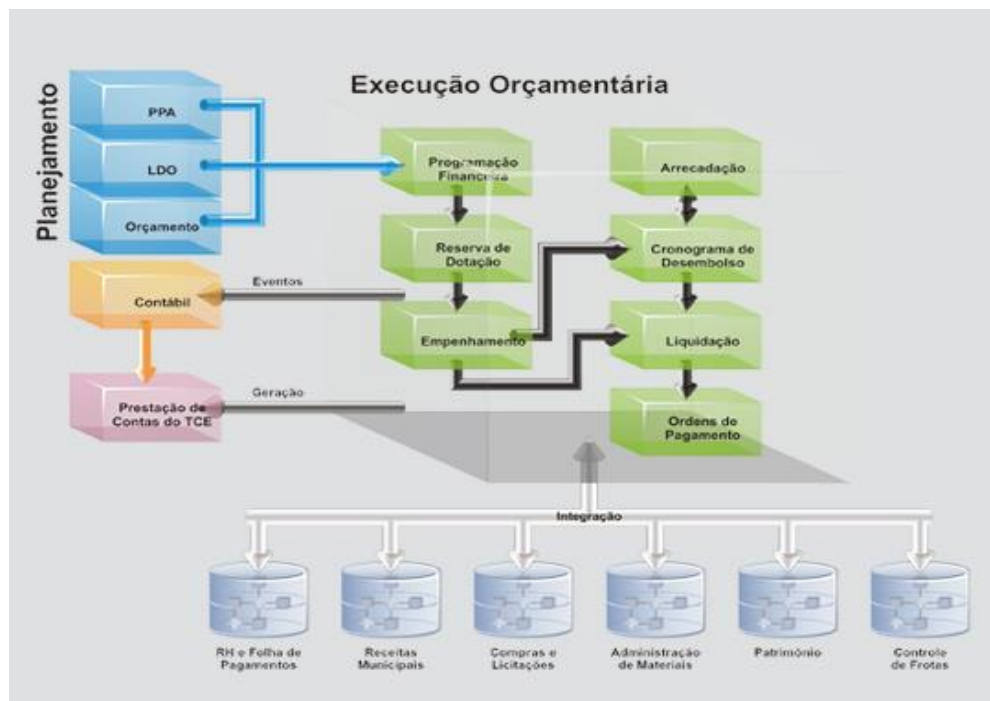 Planejamento
PPA
LDO
Orçamento
Contábil
Prestação de
Contas do TCE
Execução Orçamentária
Programação
Financeira
Reserva de
Dotação
Empenhamento
Arrecadação
Cronograma de
Desembolso
Liquidação
Ordens de
Pagamento
Eventos
Geração
Integração
RH e Folha de
Pagamentos
Receitas
Municipais
Compras e
Licitações
Administração
de Materiais
Patrimônio
Controle
de Frotas